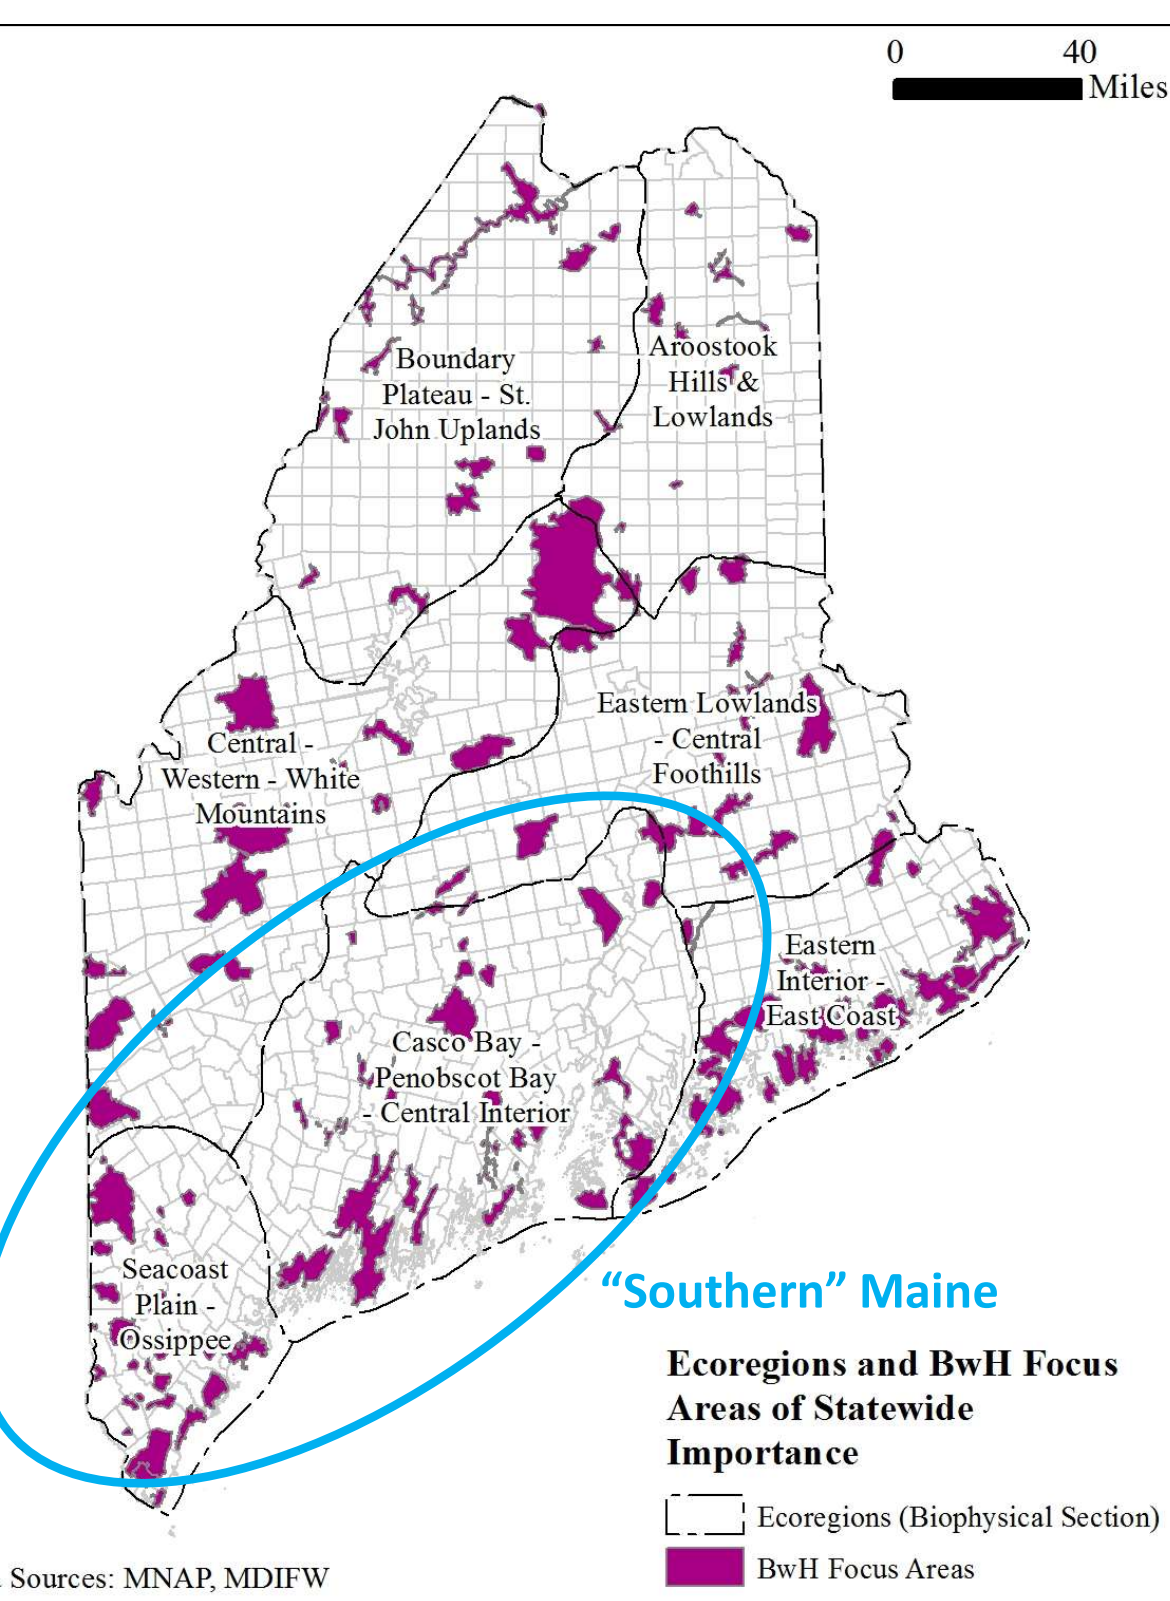 0 40
Miles
Boundary
Plateau - St.
John Uplands
Aroostook
Hills &
Lowlands
Eastern Lowlands
- Central
Foothills
Central -
Western - White
Mountains
Eastern
Interior -
East Coast
Casco Bay -
Penobscot Bay
- Central Interior
Seacoast
Plain -
Ossippee
“Southern” Maine
Ecoregions and BwH Focus
Areas of Statewide
Importance
Ecoregions (Biophysical Section)
BwH Focus Areas
Sources: MNAP, MDIFW